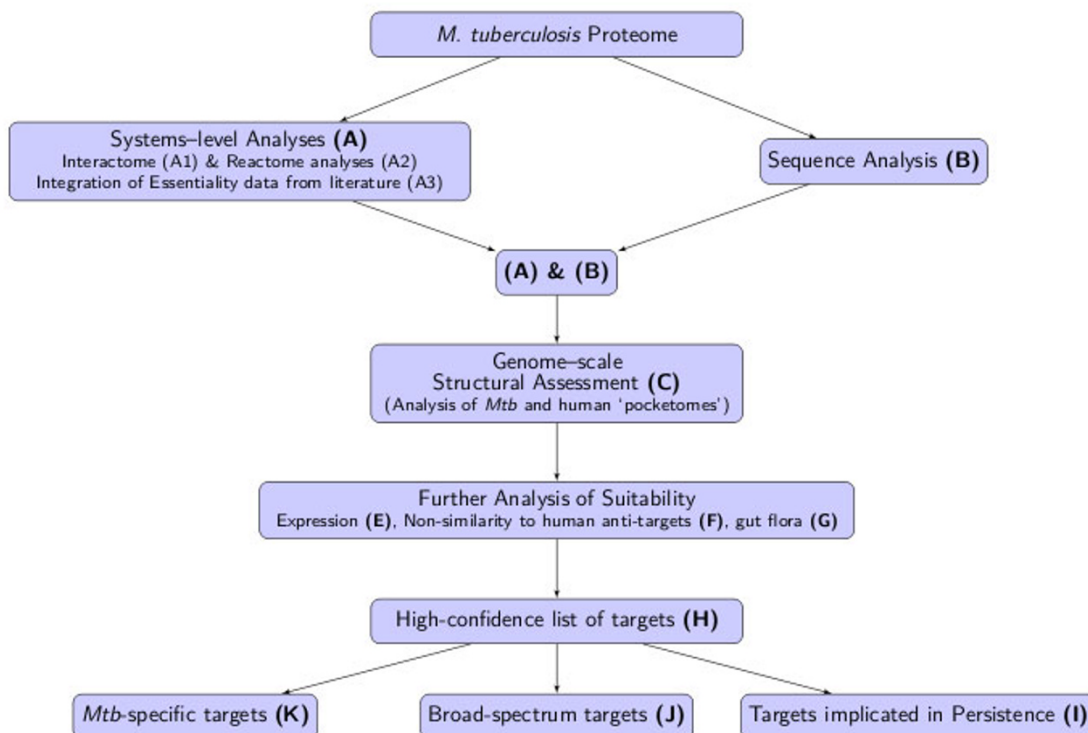 M. tuberculosis Proteome
Systems–level Analyses (A)
Interactome (A1) & Reactome analyses (A2)
Integration of Essentiality data from literature (A3)
Sequence Analysis (B)
(A) & (B)
Genome–scale
Structural Assessment (C)
(Analysis of Mtb and human ‘pocketomes’)
Further Analysis of Suitability
Expression (E), Non-similarity to human anti-targets (F), gut flora (G)
High-confidence list of targets (H)
Mtb-specific targets (K)
Broad-spectrum targets (J)
Targets implicated in Persistence (I)